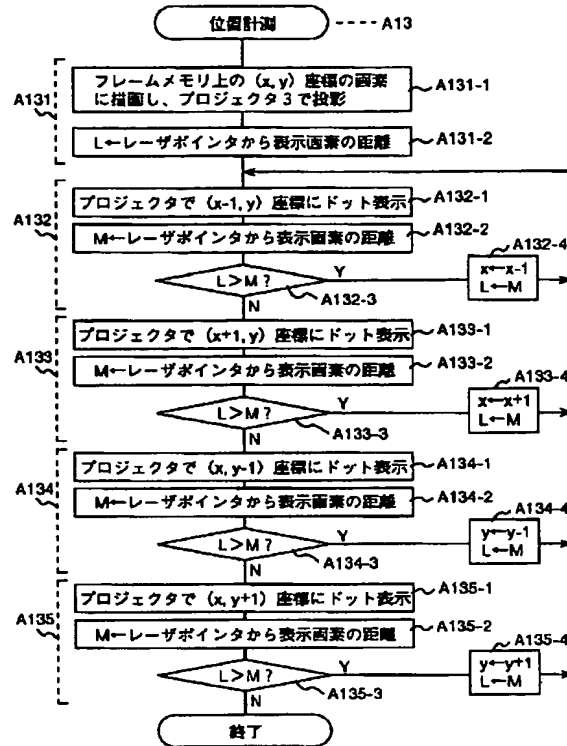 位置計測
A13
フレームメモリ上の (x, y) 座標の画素
に描画し、プロジェクタ3で投影
A131-1
A131
L←レーザポインタから表示画素の距離
A131-2
プロジェクタで (x-1, y) 座標にドット表示
A132-1
A132
M←レーザポインタから表示画素の距離
A132-2
L>M?
Y
A132-3
N
A132-4
x←x-1
L←M
プロジェクタで (x+1, y) 座標にドット表示
A133-1
A133
M←レーザポインタから表示画素の距離
A133-2
L>M?
Y
A133-3
N
A133-4
x←x+1
L←M
プロジェクタで (x, y-1) 座標にドット表示
A134-1
A134
M←レーザポインタから表示画素の距離
A134-2
L>M?
Y
A134-3
N
A134-4
y←y-1
L←M
プロジェクタで (x, y+1) 座標にドット表示
A135-1
A135
M←レーザポインタから表示画素の距離
A135-2
L>M?
Y
A135-3
N
A135-4
y←y+1
L←M
終了